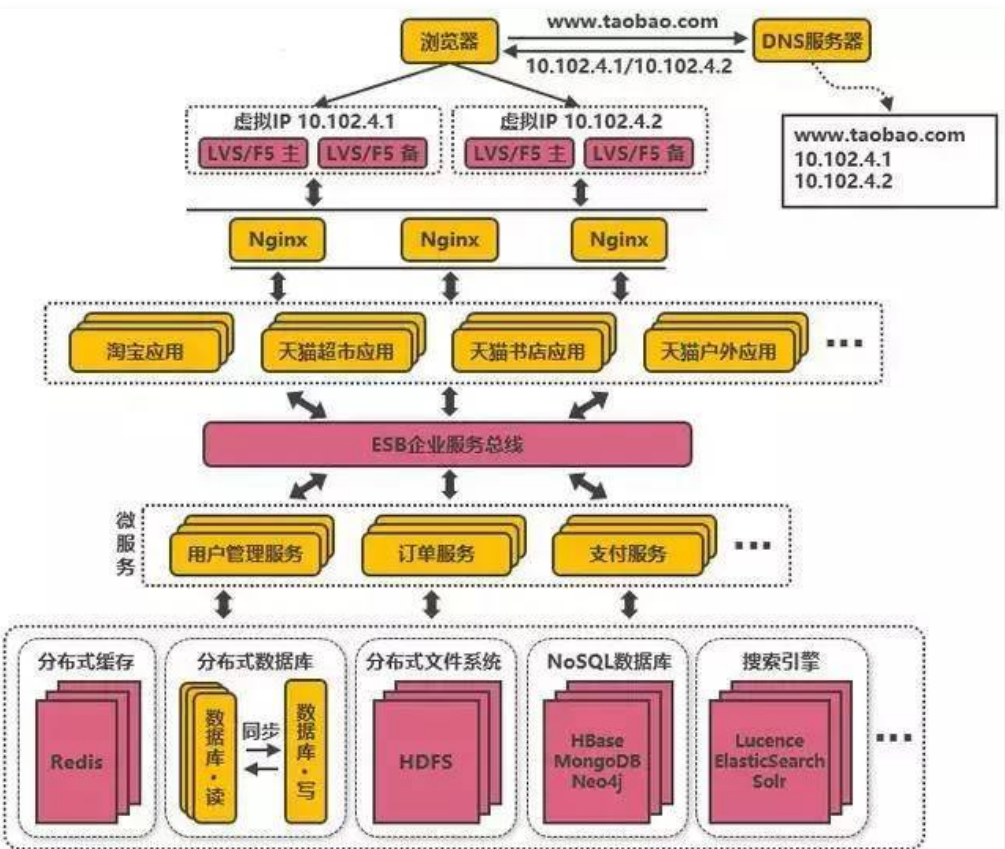 www.taobao.com
浏览器
DNS服务器
10.102.4.1/10.102.4.2
虚拟IP 10.102.4.1
虚拟IP 10.102.4.2
www.taobao.com
10.102.4.1
10.102.4.2
LVS/F5 主
LVS/F5 备
LVS/F5 主
LVS/F5 备
Nginx
Nginx
Nginx
淘宝应用
天猫超市应用
天猫书店应用
天猫户外应用
ESB企业服务总线
微服务
用户管理服务
订单服务
支付服务
分布式缓存
分布式数据库
分布式文件系统
NoSQL数据库
搜索引擎
Redis
数据库·读
同步
数据库·写
HDFS
HBase
MongoDB
Neo4j
Lucence
ElasticSearch
Solr